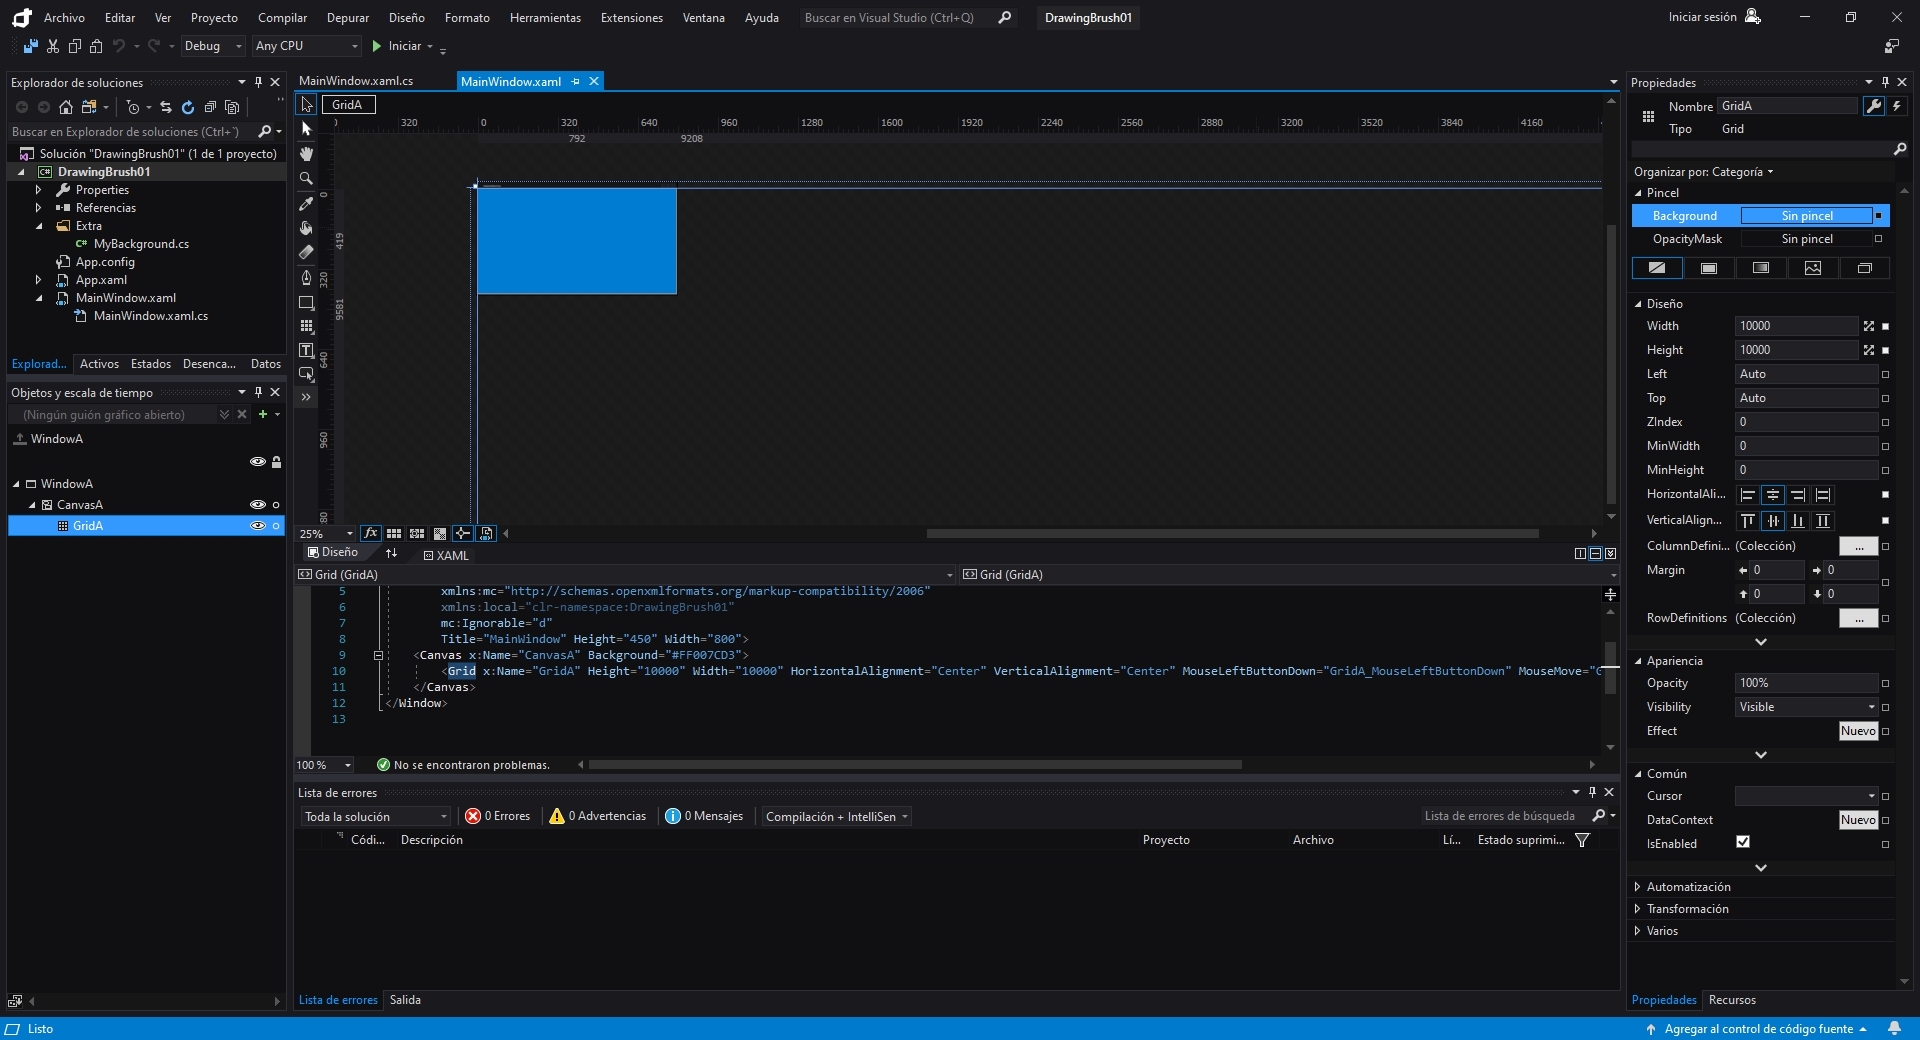 Archivo Editar Ver Proyecto Compilar Depurar Diseño Formato Herramientas Extensiones Ventana Ayuda Buscar en Visual Studio (Ctrl+Q) DrawingBrush01 Iniciar sesión
Debug Any CPU Iniciar
Explorador de soluciones
Buscar en Explorador de soluciones (Ctrl+`)
Solución "DrawingBrush01" (1 de 1 proyecto)
DrawingBrush01
Properties
Referencias
Extra
MyBackground.cs
App.config
App.xaml
MainWindow.xaml
MainWindow.xaml.cs
Explorad... Activos Estados Desenca... Datos
Objetos y escala de tiempo
(Ningún guión gráfico abierto)
WindowA
WindowA
CanvasA
GridA
MainWindow.xaml.cs MainWindow.xaml
GridA
320 0 320 640 960 1280 1600 1920 2240 2560 2880 3200 3520 3840 4160
792 9208
0
419
320
9581
640
960
25%
Diseño XAML
Grid (GridA) Grid (GridA)
5 xmlns:mc="http://schemas.openxmlformats.org/markup-compatibility/2006"
6 xmlns:local="clr-namespace:DrawingBrush01"
7 mc:Ignorable="d"
8 Title="MainWindow" Height="450" Width="800">
9 <Canvas x:Name="CanvasA" Background="#FF007CD3">
10 <Grid x:Name="GridA" Height="10000" Width="10000" HorizontalAlignment="Center" VerticalAlignment="Center" MouseLeftButtonDown="GridA_MouseLeftButtonDown" MouseMove="G
11 </Canvas>
12 </Window>
13
100 % No se encontraron problemas.
Lista de errores
Toda la solución 0 Errores 0 Advertencias 0 Mensajes Compilación + IntelliSen Lista de errores de búsqueda
Códi... Descripción Proyecto Archivo Lí... Estado suprimi...
Lista de errores Salida
Propiedades
Nombre GridA
Tipo Grid
Organizar por: Categoría
Pincel
Background Sin pincel
OpacityMask Sin pincel
Diseño
Width 10000
Height 10000
Left Auto
Top Auto
ZIndex 0
MinWidth 0
MinHeight 0
HorizontalAli...
VerticalAlign...
ColumnDefini... (Colección) ...
Margin 0 0
0 0
RowDefinitions (Colección) ...
Apariencia
Opacity 100%
Visibility Visible
Effect Nuevo
Común
Cursor
DataContext Nuevo
IsEnabled
Automatización
Transformación
Varios
Propiedades Recursos
Listo Agregar al control de código fuente